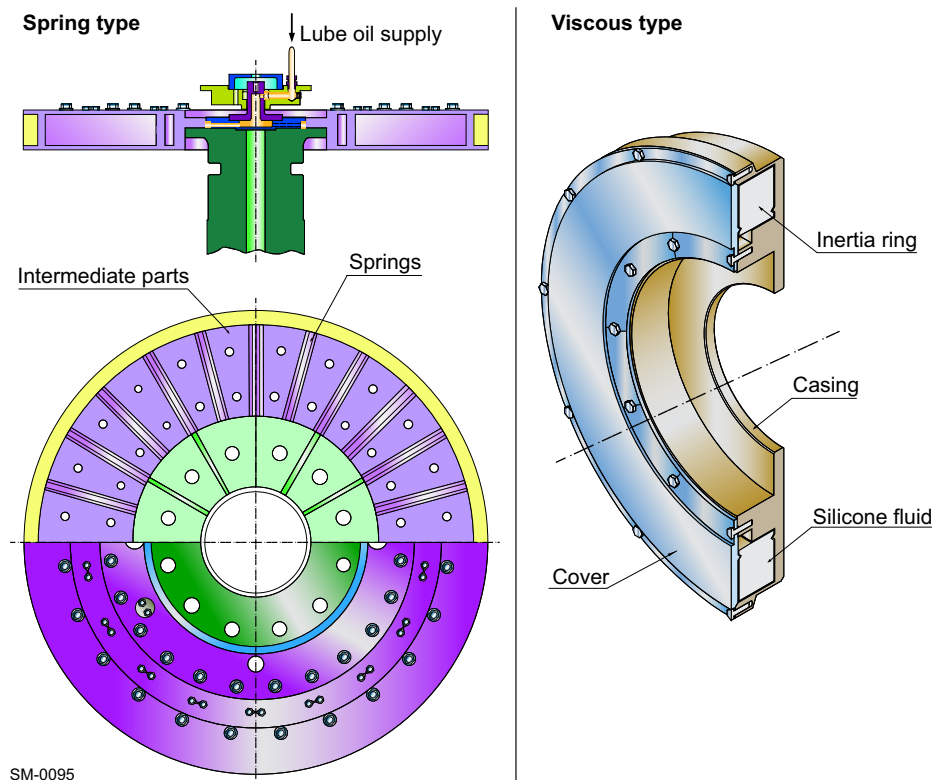 Spring type
Lube oil supply
Intermediate parts
Springs
SM-0095
Viscous type
Inertia ring
Casing
Silicone fluid
Cover